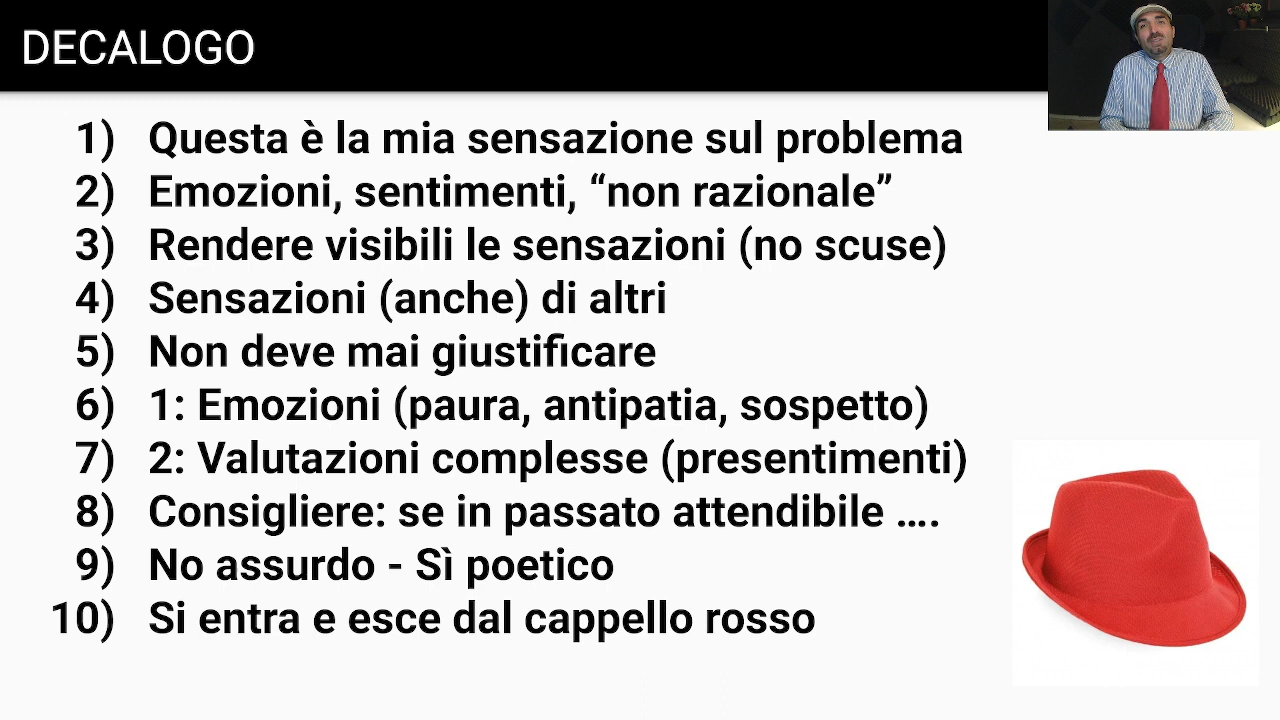 DECALOGO
1) Questa è la mia sensazione sul problema
2) Emozioni, sentimenti, “non razionale”
3) Rendere visibili le sensazioni (no scuse)
4) Sensazioni (anche) di altri
5) Non deve mai giustificare
6) 1: Emozioni (paura, antipatia, sospetto)
7) 2: Valutazioni complesse (presentimenti)
8) Consigliere: se in passato attendibile ....
9) No assurdo - Sì poetico
10) Si entra e esce dal cappello rosso